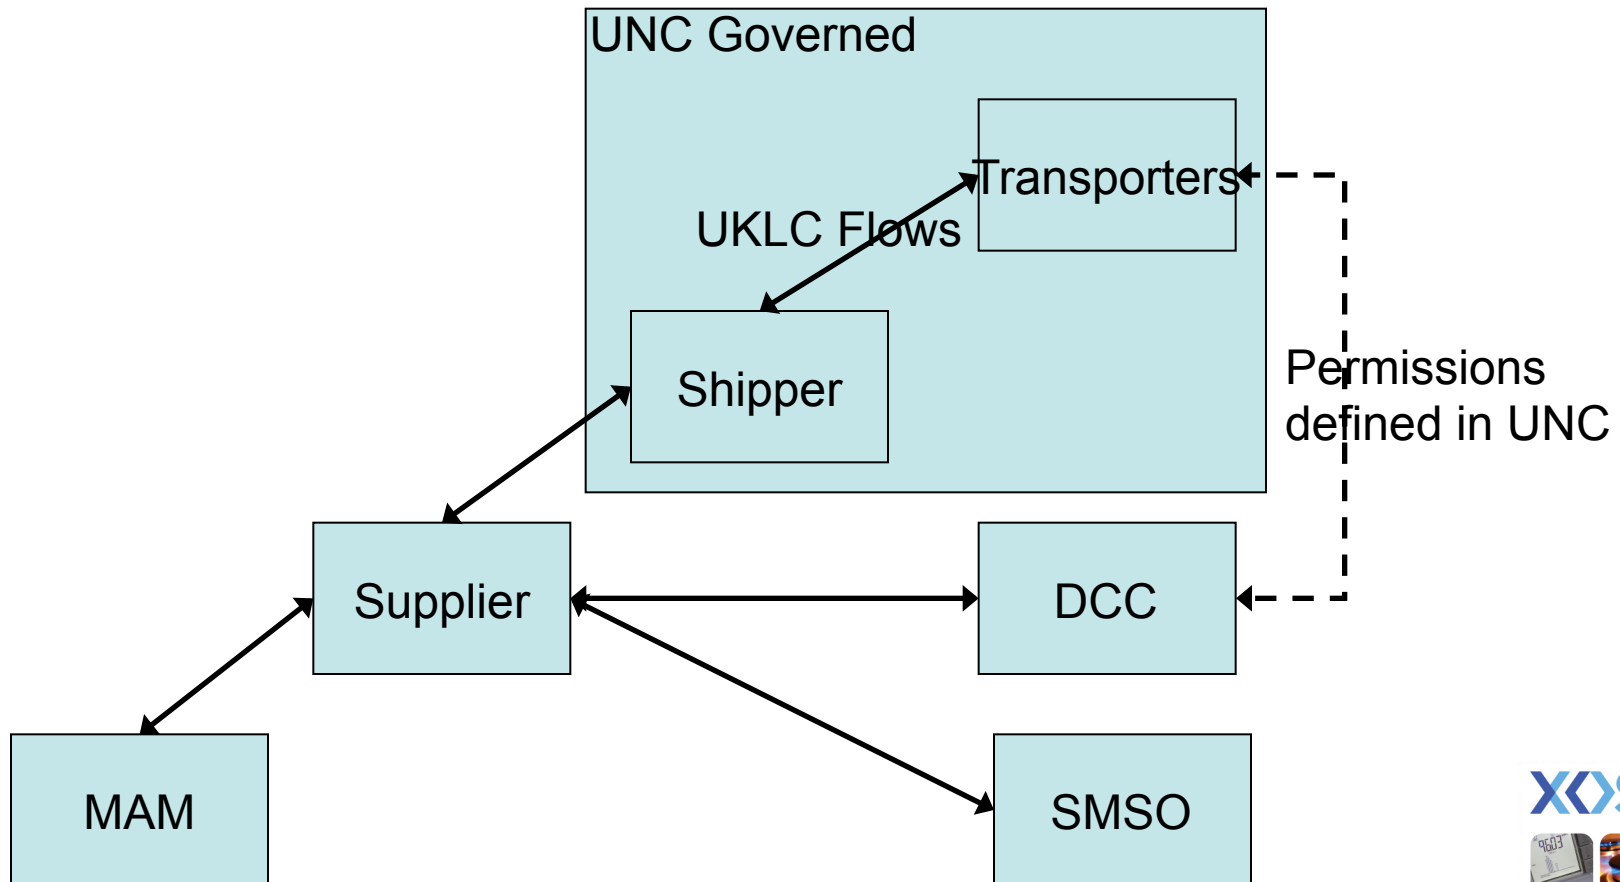 UNC Governed
Transporters
UKLC Flows
Shipper
Permissions
defined in UNC
Supplier
DCC
MAM
SMSO